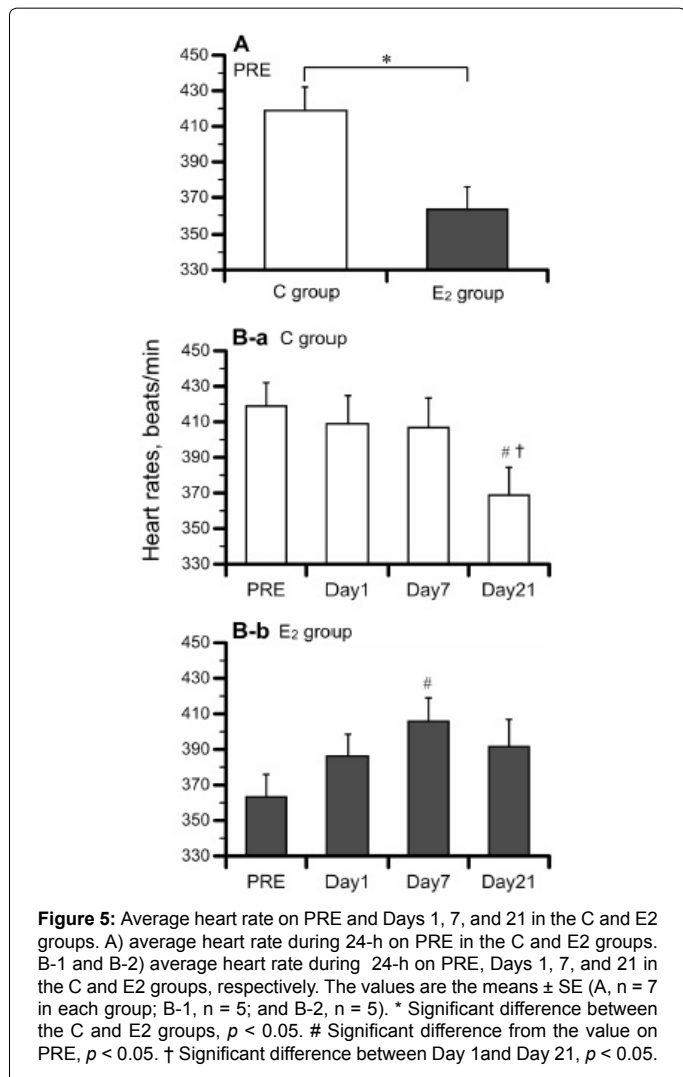 A
PRE
*
450
430
410
390
370
350
330
C group
E₂ group
Heart rates, beats/min
B-a C group
450
430
410
390
370
350
330
# †
PRE
Day1
Day7
Day21
B-b E₂ group
450
430
410
390
370
350
330
#
PRE
Day1
Day7
Day21
Figure 5: Average heart rate on PRE and Days 1, 7, and 21 in the C and E2
groups. A) average heart rate during 24-h on PRE in the C and E2 groups.
B-1 and B-2) average heart rate during 24-h on PRE, Days 1, 7, and 21 in
the C and E2 groups, respectively. The values are the means ± SE (A, n = 7
in each group; B-1, n = 5; and B-2, n = 5). * Significant difference between
the C and E2 groups, p < 0.05. # Significant difference from the value on
PRE, p < 0.05. † Significant difference between Day 1and Day 21, p < 0.05.